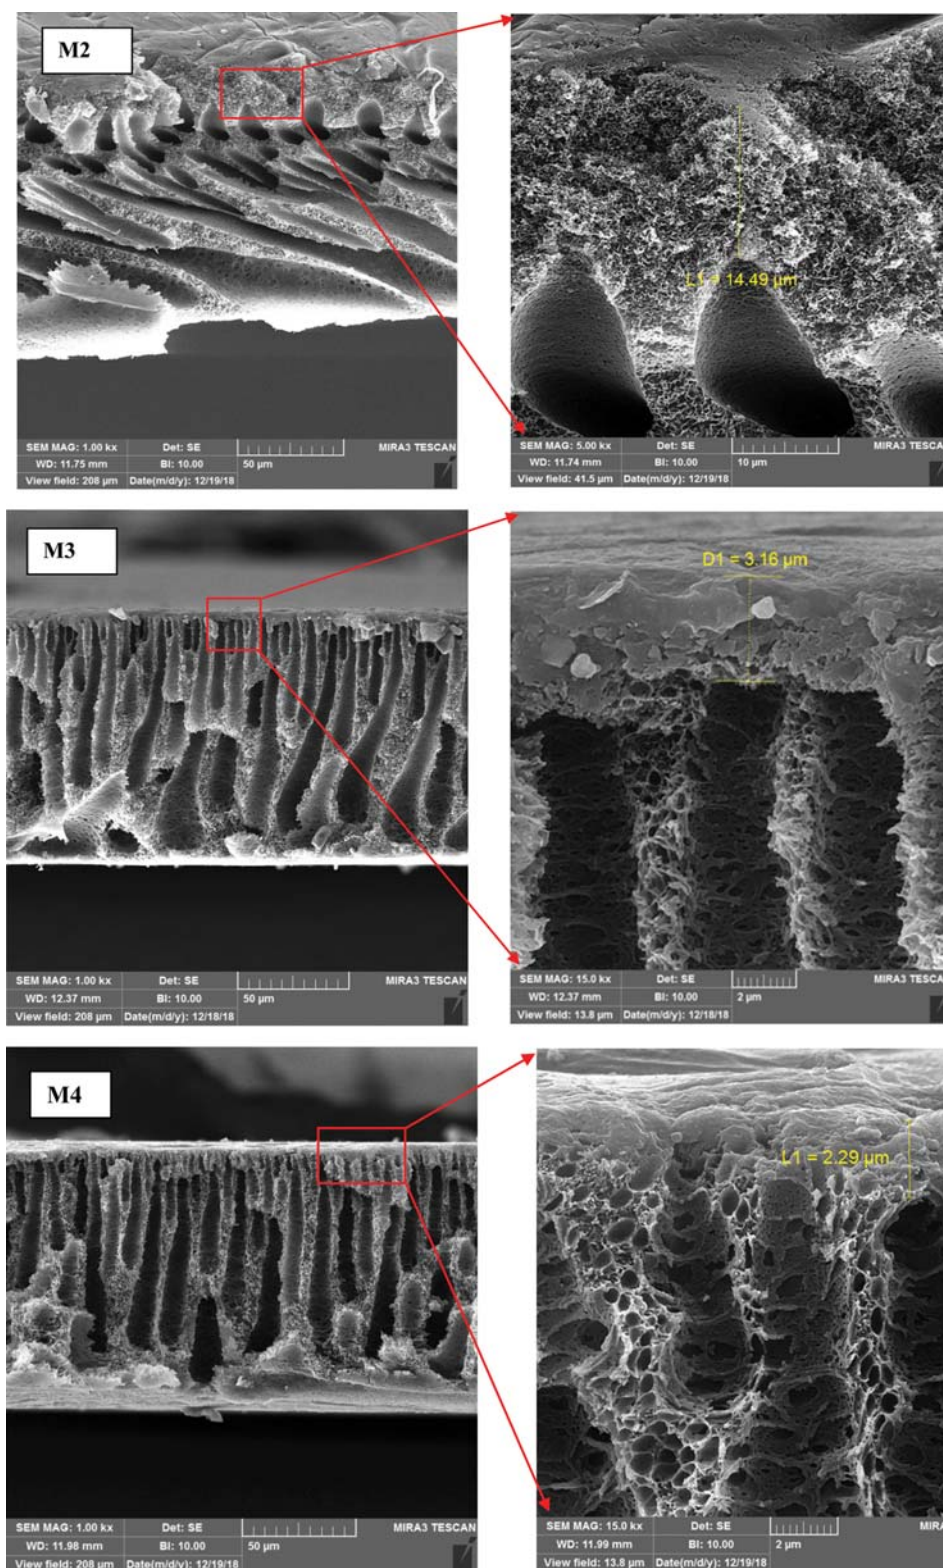 M2
L1 = 14.49 µm
SEM MAG: 1.00 kx Det: SE MIRA3 TESCAN
WD: 11.75 mm BI: 10.00 50 µm
View field: 208 µm Date(m/d/y): 12/19/18
SEM MAG: 5.00 kx Det: SE MIRA
WD: 11.74 mm BI: 10.00 10 µm
View field: 41.5 µm Date(m/d/y): 12/19/18
M3
D1 = 3.16 µm
SEM MAG: 1.00 kx Det: SE MIRA3 TESCAN
WD: 12.37 mm BI: 10.00 50 µm
View field: 208 µm Date(m/d/y): 12/18/18
SEM MAG: 15.0 kx Det: SE MIRA3
WD: 12.37 mm BI: 10.00 2 µm
View field: 13.8 µm Date(m/d/y): 12/18/18
M4
L1 = 2.29 µm
SEM MAG: 1.00 kx Det: SE MIRA3 TESCAN
WD: 11.98 mm BI: 10.00 50 µm
View field: 208 µm Date(m/d/y): 12/19/18
SEM MAG: 15.0 kx Det: SE
WD: 11.99 mm BI: 10.00 2 µm
View field: 13.8 µm Date(m/d/y): 12/19/18